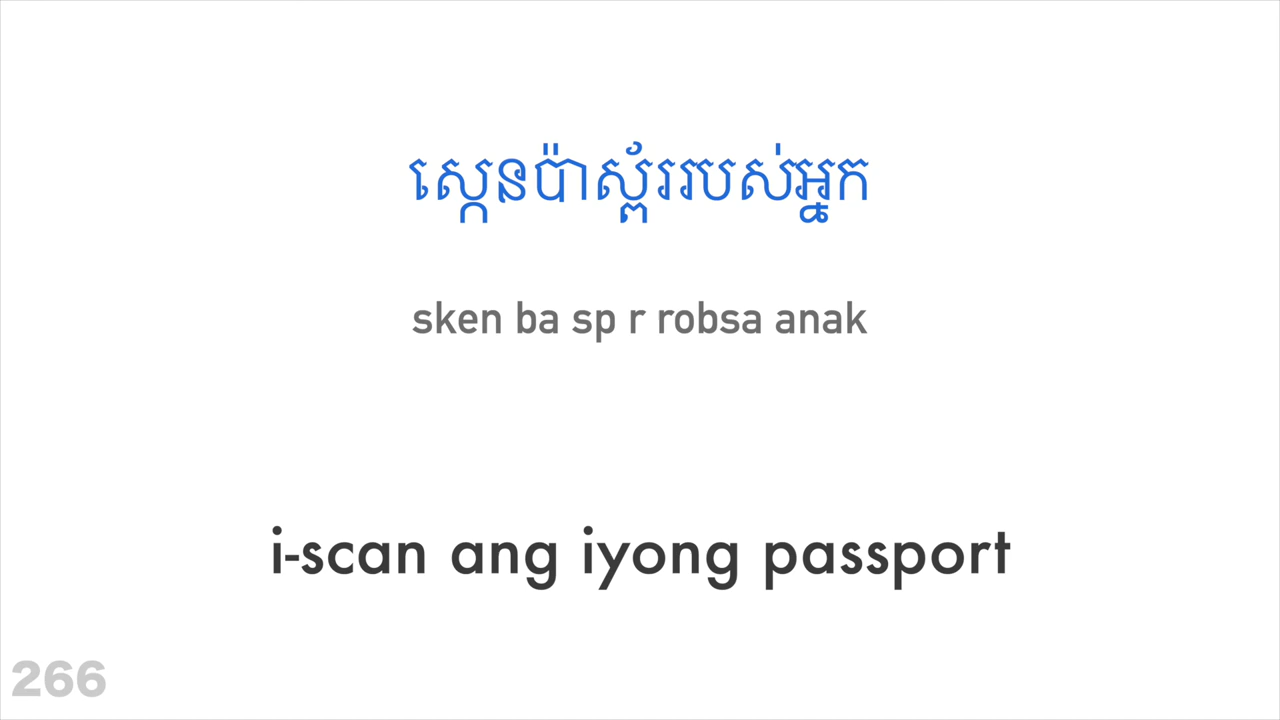 ស្កេនប៉ាស្ព័ររបស់អ្នក
sken ba sp r robsa anak
i-scan ang iyong passport
266